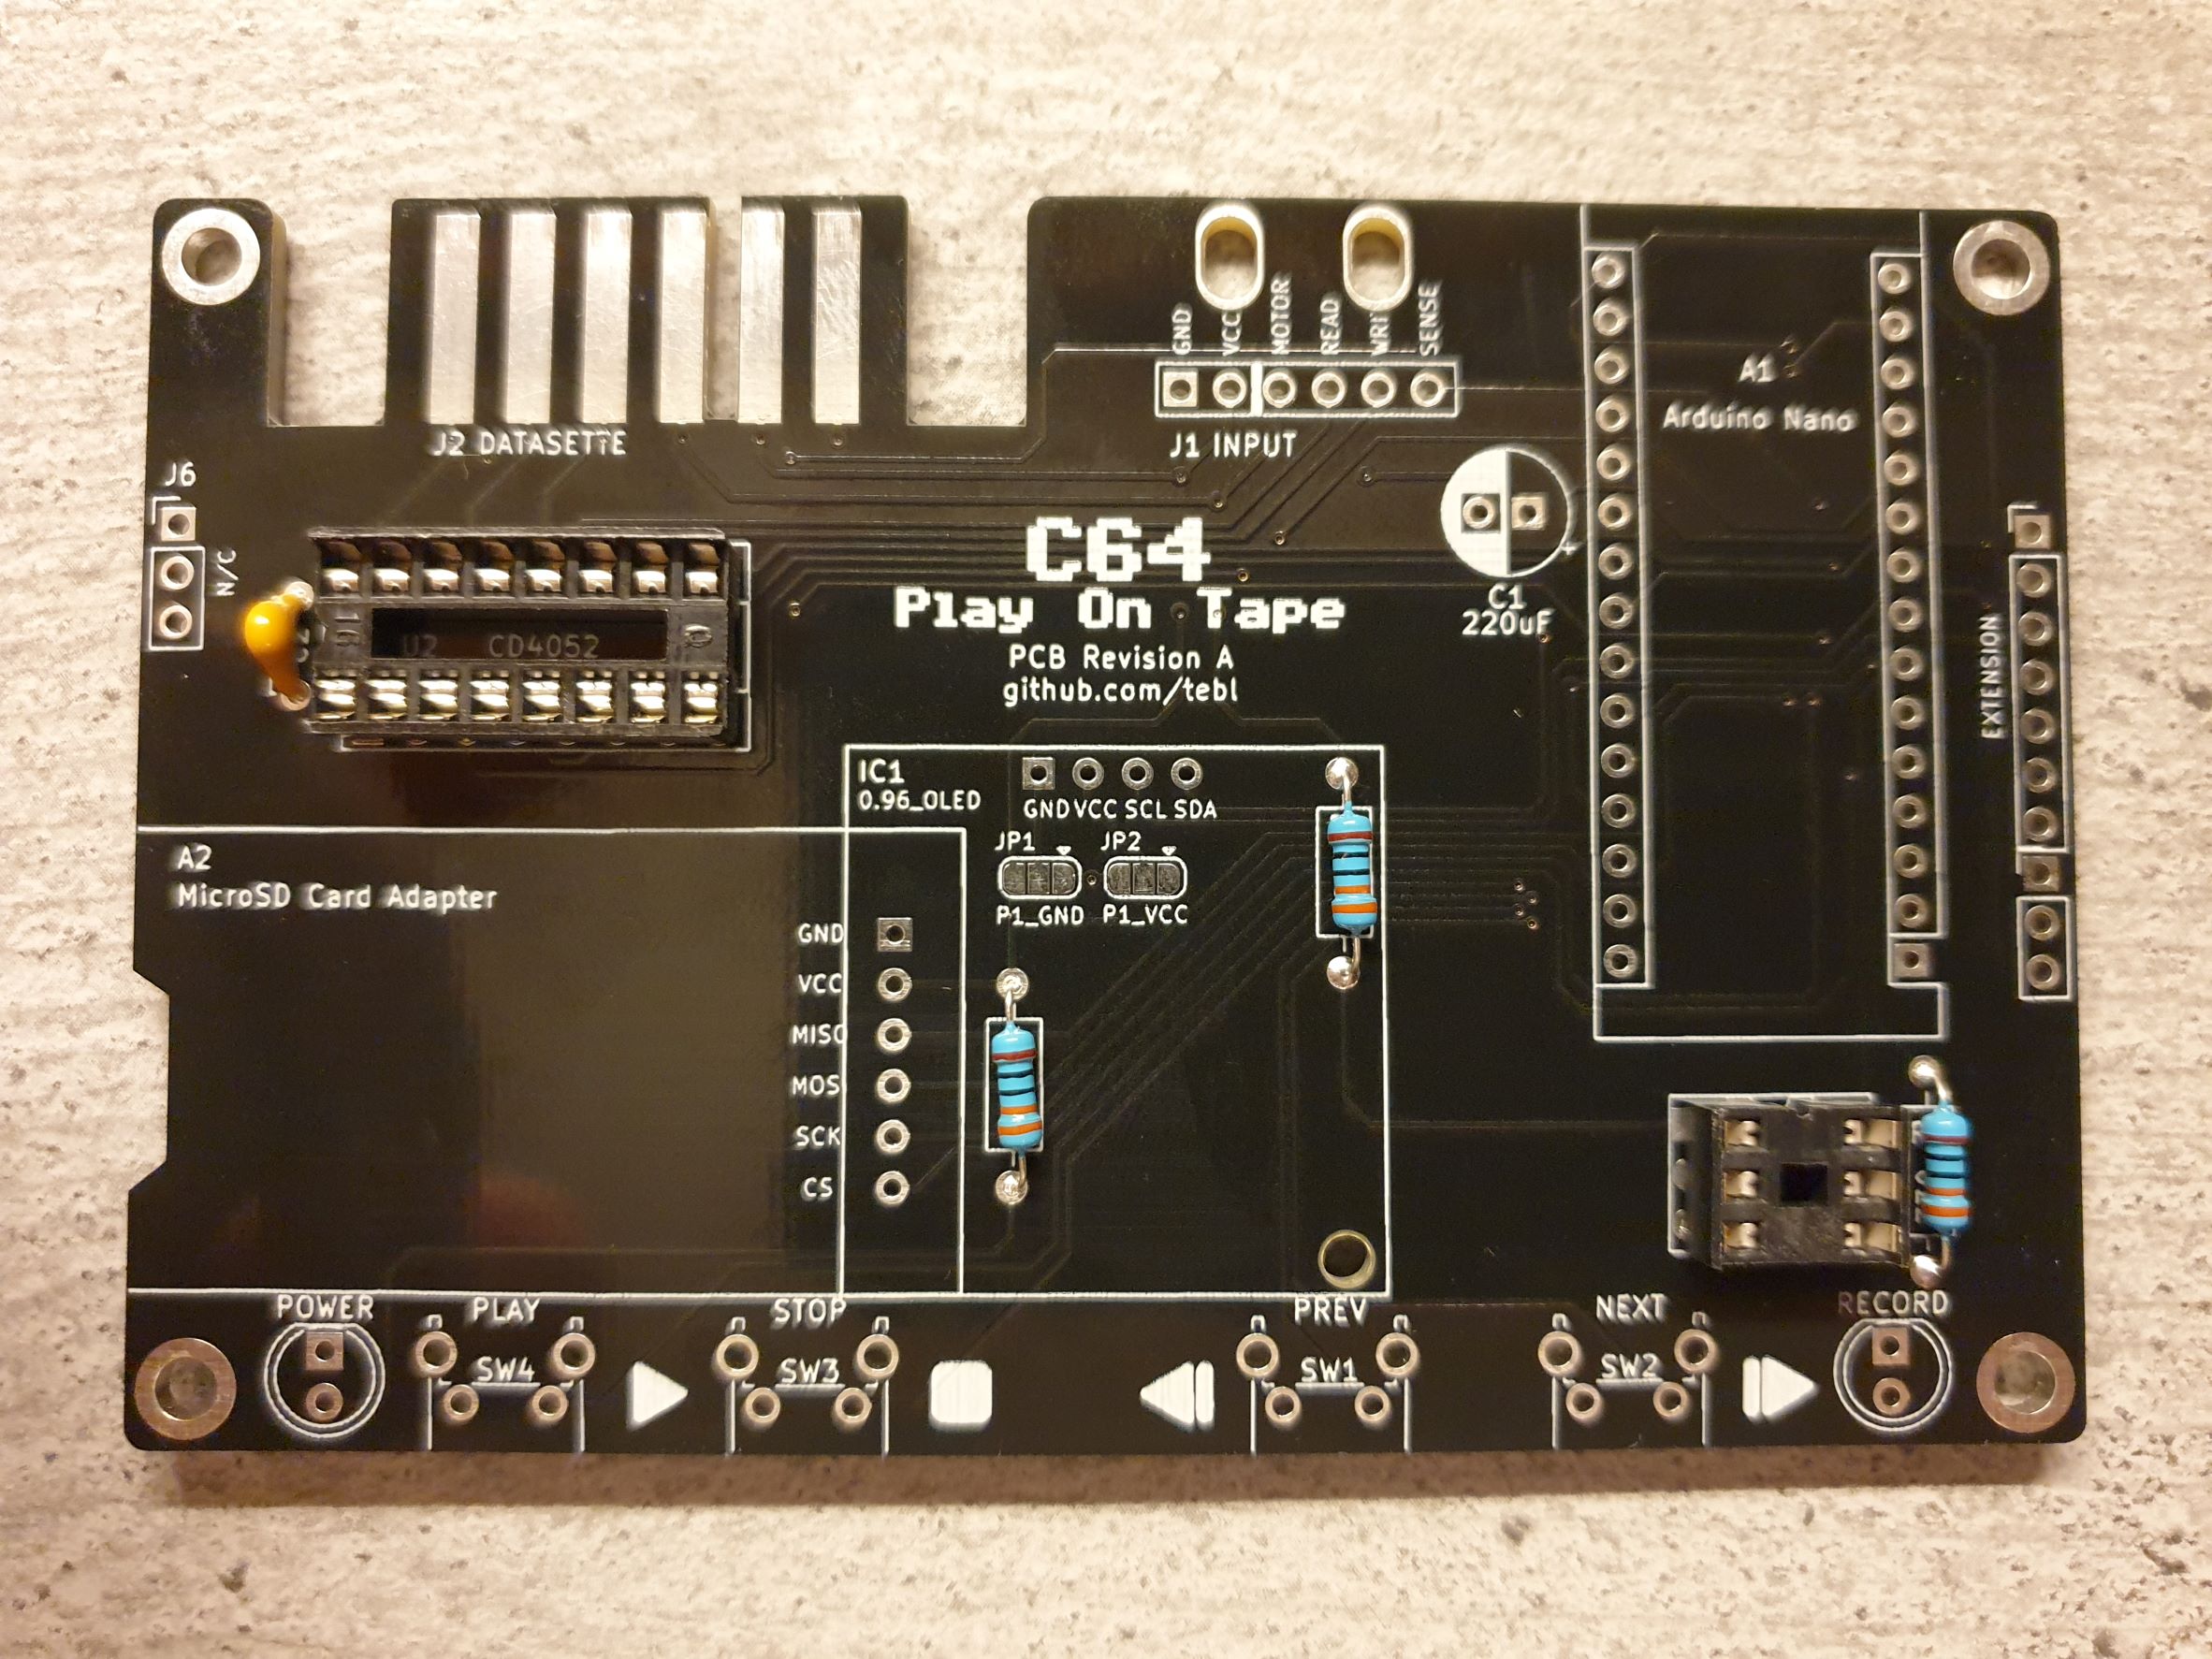 GND
VCC
MOTOR
READ
SENSE
J2 DATASETTE
J1 INPUT
A1
Arduino Nano
J6
N/C
C64
Play On Tape
PCB Revision A
github.com/tebl
U2 CD4052
C1
220uF
+
EXTENSION
IC1
0.96_OLED
GND VCC SCL SDA
JP1 JP2
P1_GND P1_VCC
A2
MicroSD Card Adapter
GND
VCC
MISO
MOS
SCK
CS
POWER PLAY STOP PREV NEXT RECORD
SW4 SW3 SW1 SW2